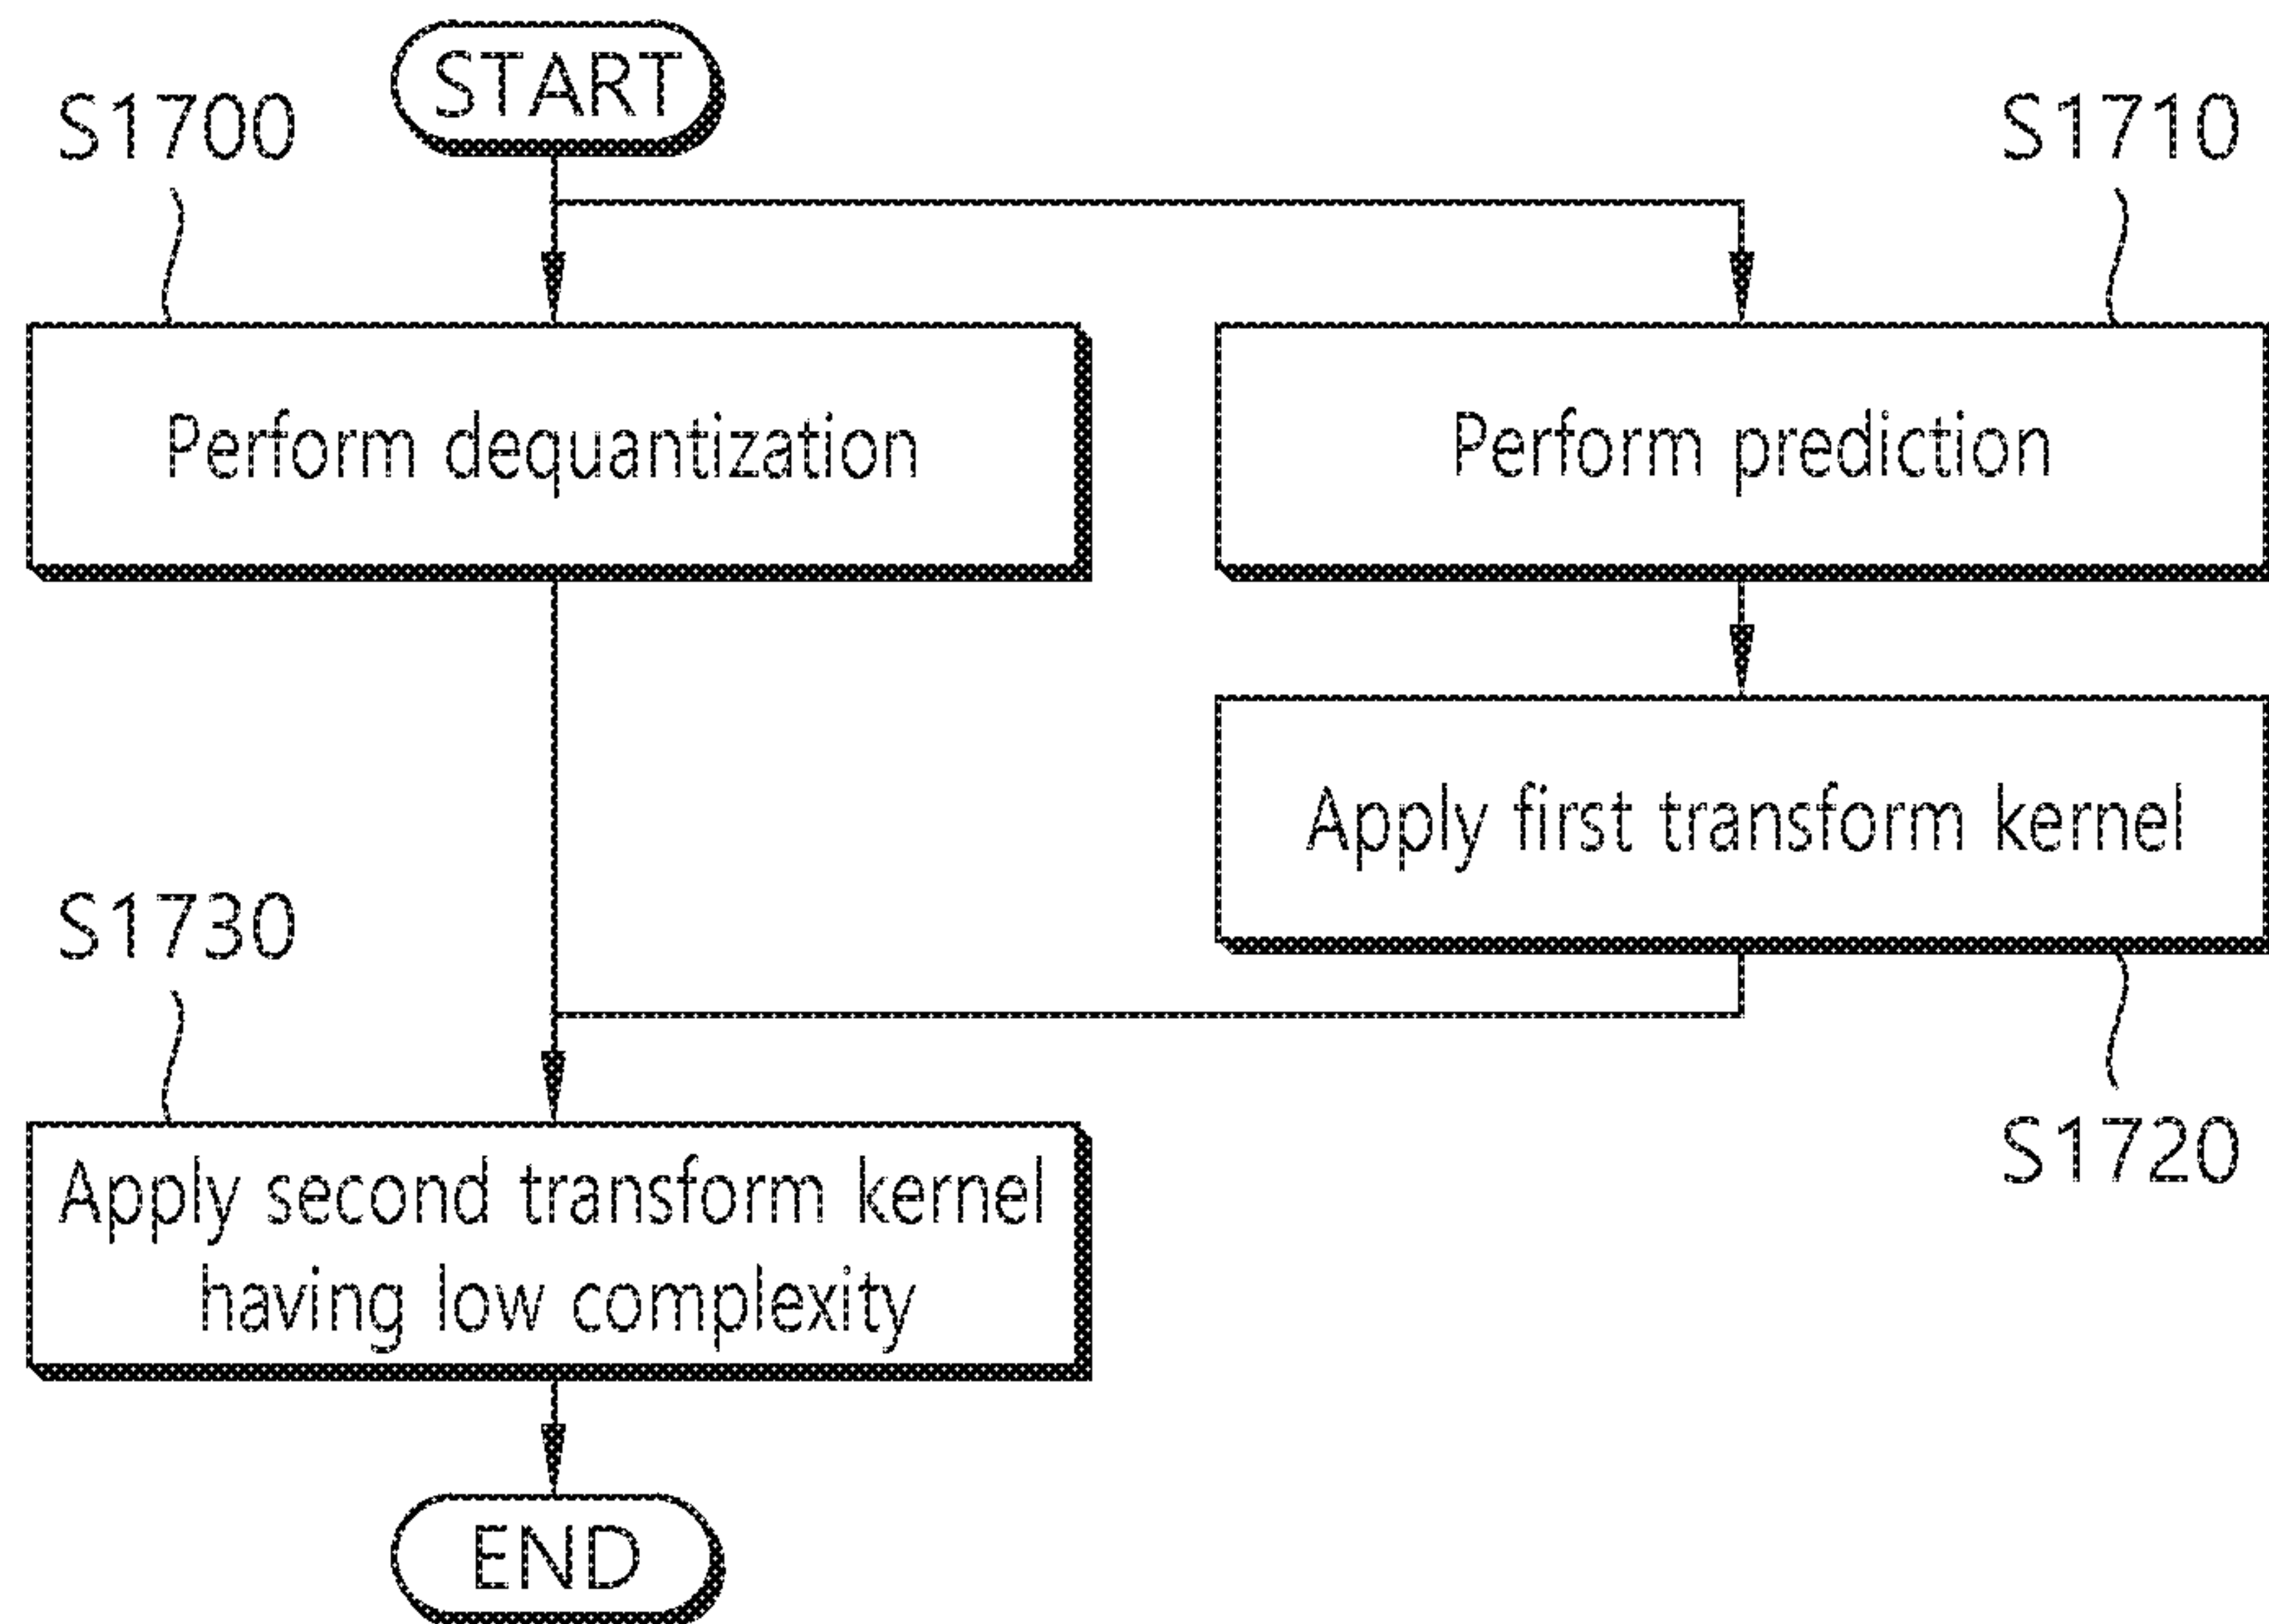 START
S1700
S1710
Perform dequantization
Perform prediction
Apply first transform kernel
S1730
S1720
Apply second transform kernel
having low complexity
END